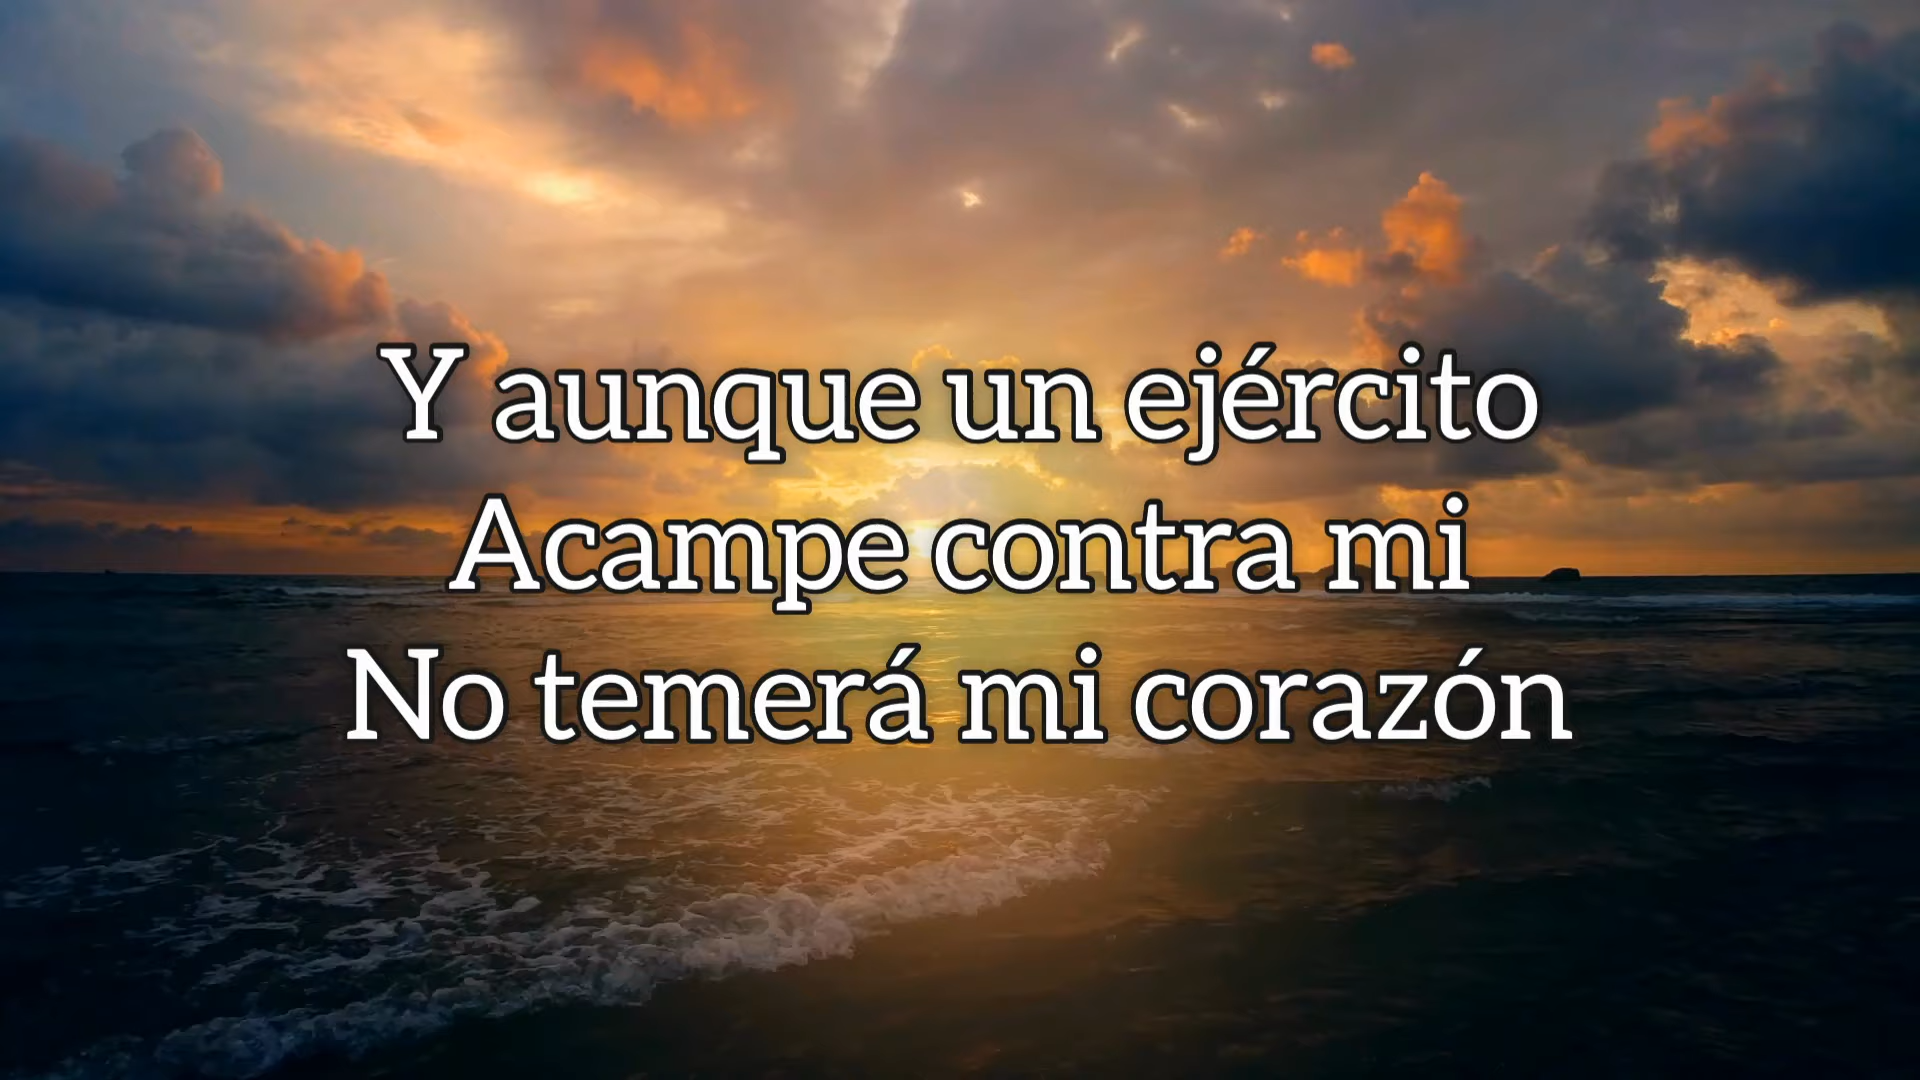 Y aunque un ejército
Acampe contra mi
No temerá mi corazón